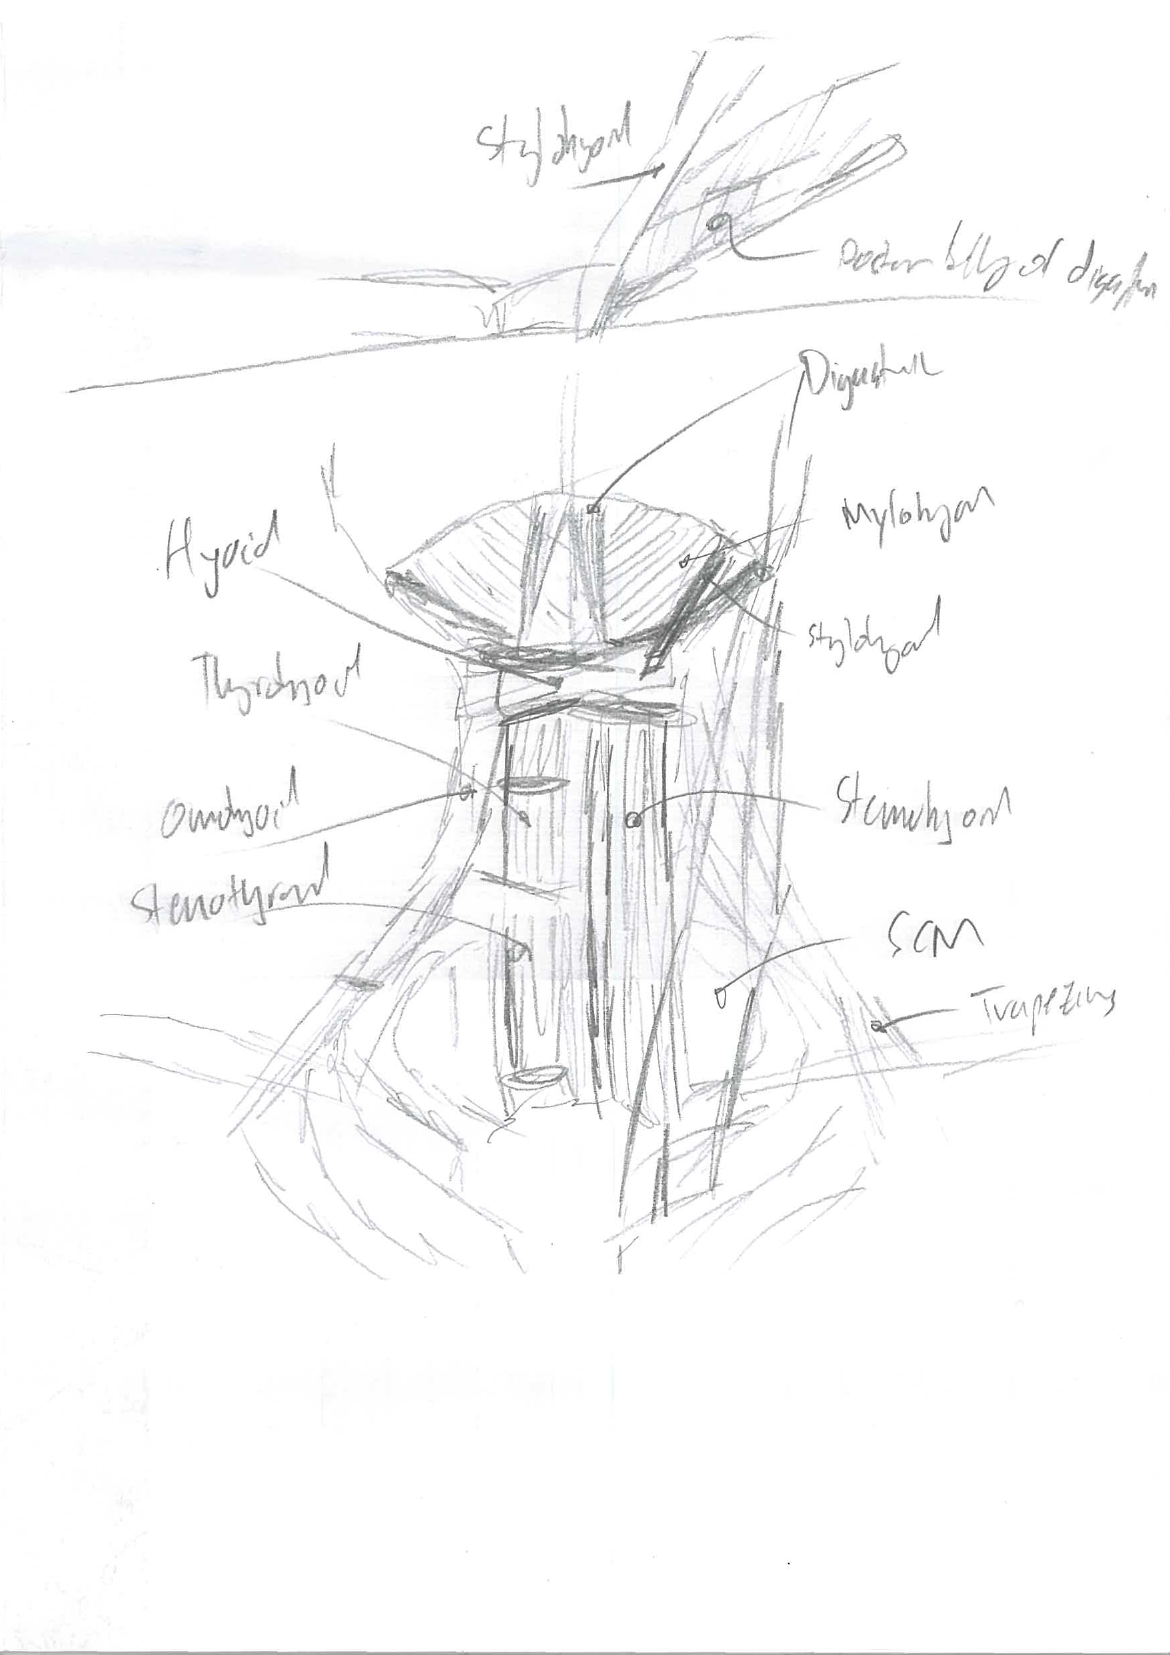 Stylohyoid
Posterior belly of digastric
Digastric
Hyoid
Mylohyoid
Stylohyoid
Thyrohyoid
Omohyoid
Sternohyoid
Sternothyroid
SCM
Trapezius